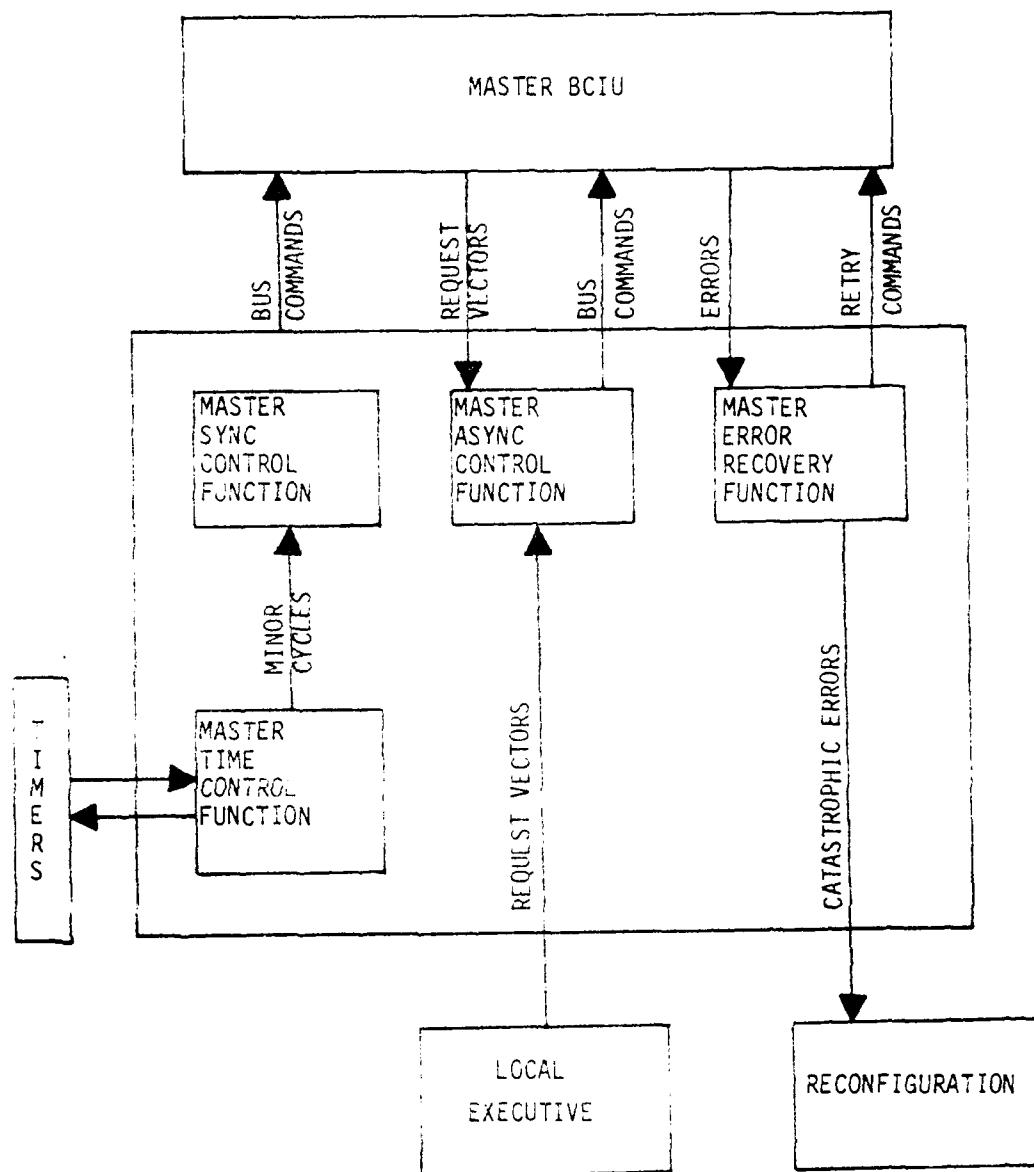 MASTER BCIU
BUS
COMMANDS
REQUEST
VECTORS
BUS
COMMANDS
ERRORS
RETRY
COMMANDS
MASTER
SYNC
CONTROL
FUNCTION
MASTER
ASYNC
CONTROL
FUNCTION
MASTER
ERROR
RECOVERY
FUNCTION
MINOR
CYCLES
TIMERS
MASTER
TIME
CONTROL
FUNCTION
REQUEST VECTORS
CATASTROPHIC ERRORS
LOCAL
EXECUTIVE
RECONFIGURATION